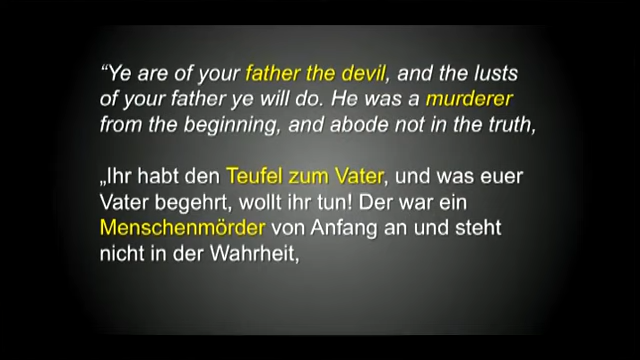 “Ye are of your father the devil, and the lusts
of your father ye will do. He was a murderer
from the beginning, and abode not in the truth,
„Ihr habt den Teufel zum Vater, und was euer
Vater begehrt, wollt ihr tun! Der war ein
Menschenmörder von Anfang an und steht
nicht in der Wahrheit,